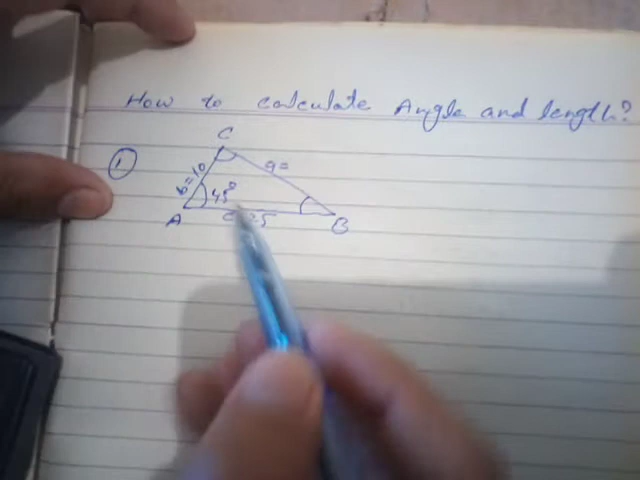 How to calculate Angle and length?
①
C
b=10
a=
45°
A
B